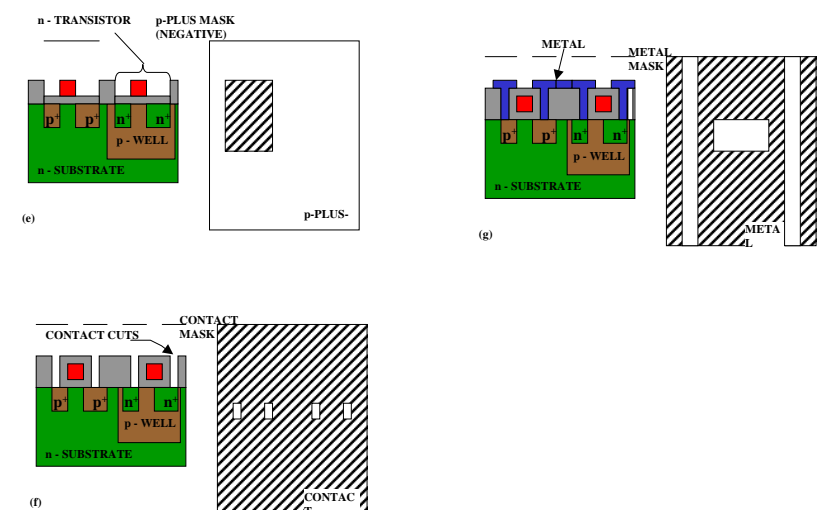 n - TRANSISTOR
p-PLUS MASK
(NEGATIVE)
p+ p+ n+ n+
p - WELL
n - SUBSTRATE
p-PLUS-
(e)
METAL
METAL
MASK
p+ p+ n+ n+
p - WELL
n - SUBSTRATE
META
L
(g)
CONTACT
MASK
CONTACT CUTS
p+ p+ n+ n+
p - WELL
n - SUBSTRATE
CONTAC
T
(f)